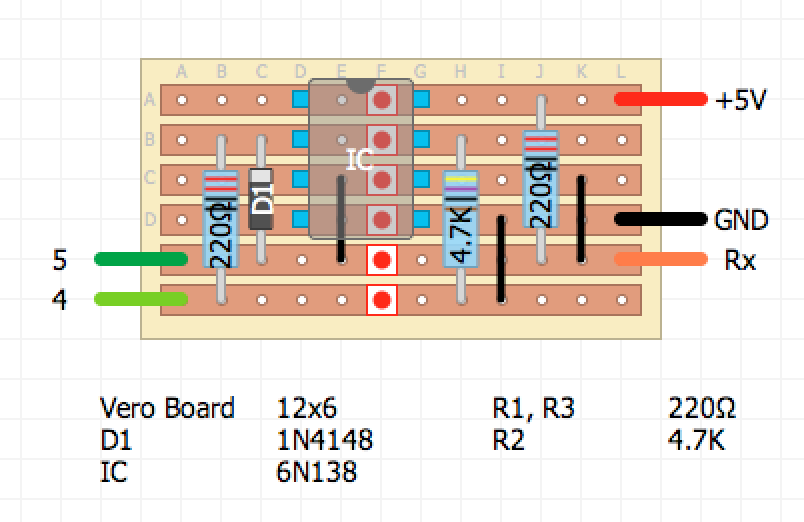 A B C D E F G H I J K L
A
+5V
B
IC
C
D1
220Ω
4.7K
220Ω
D
GND
5
Rx
4
Vero Board 12x6 R1, R3 220Ω
D1 1N4148 R2 4.7K
IC 6N138